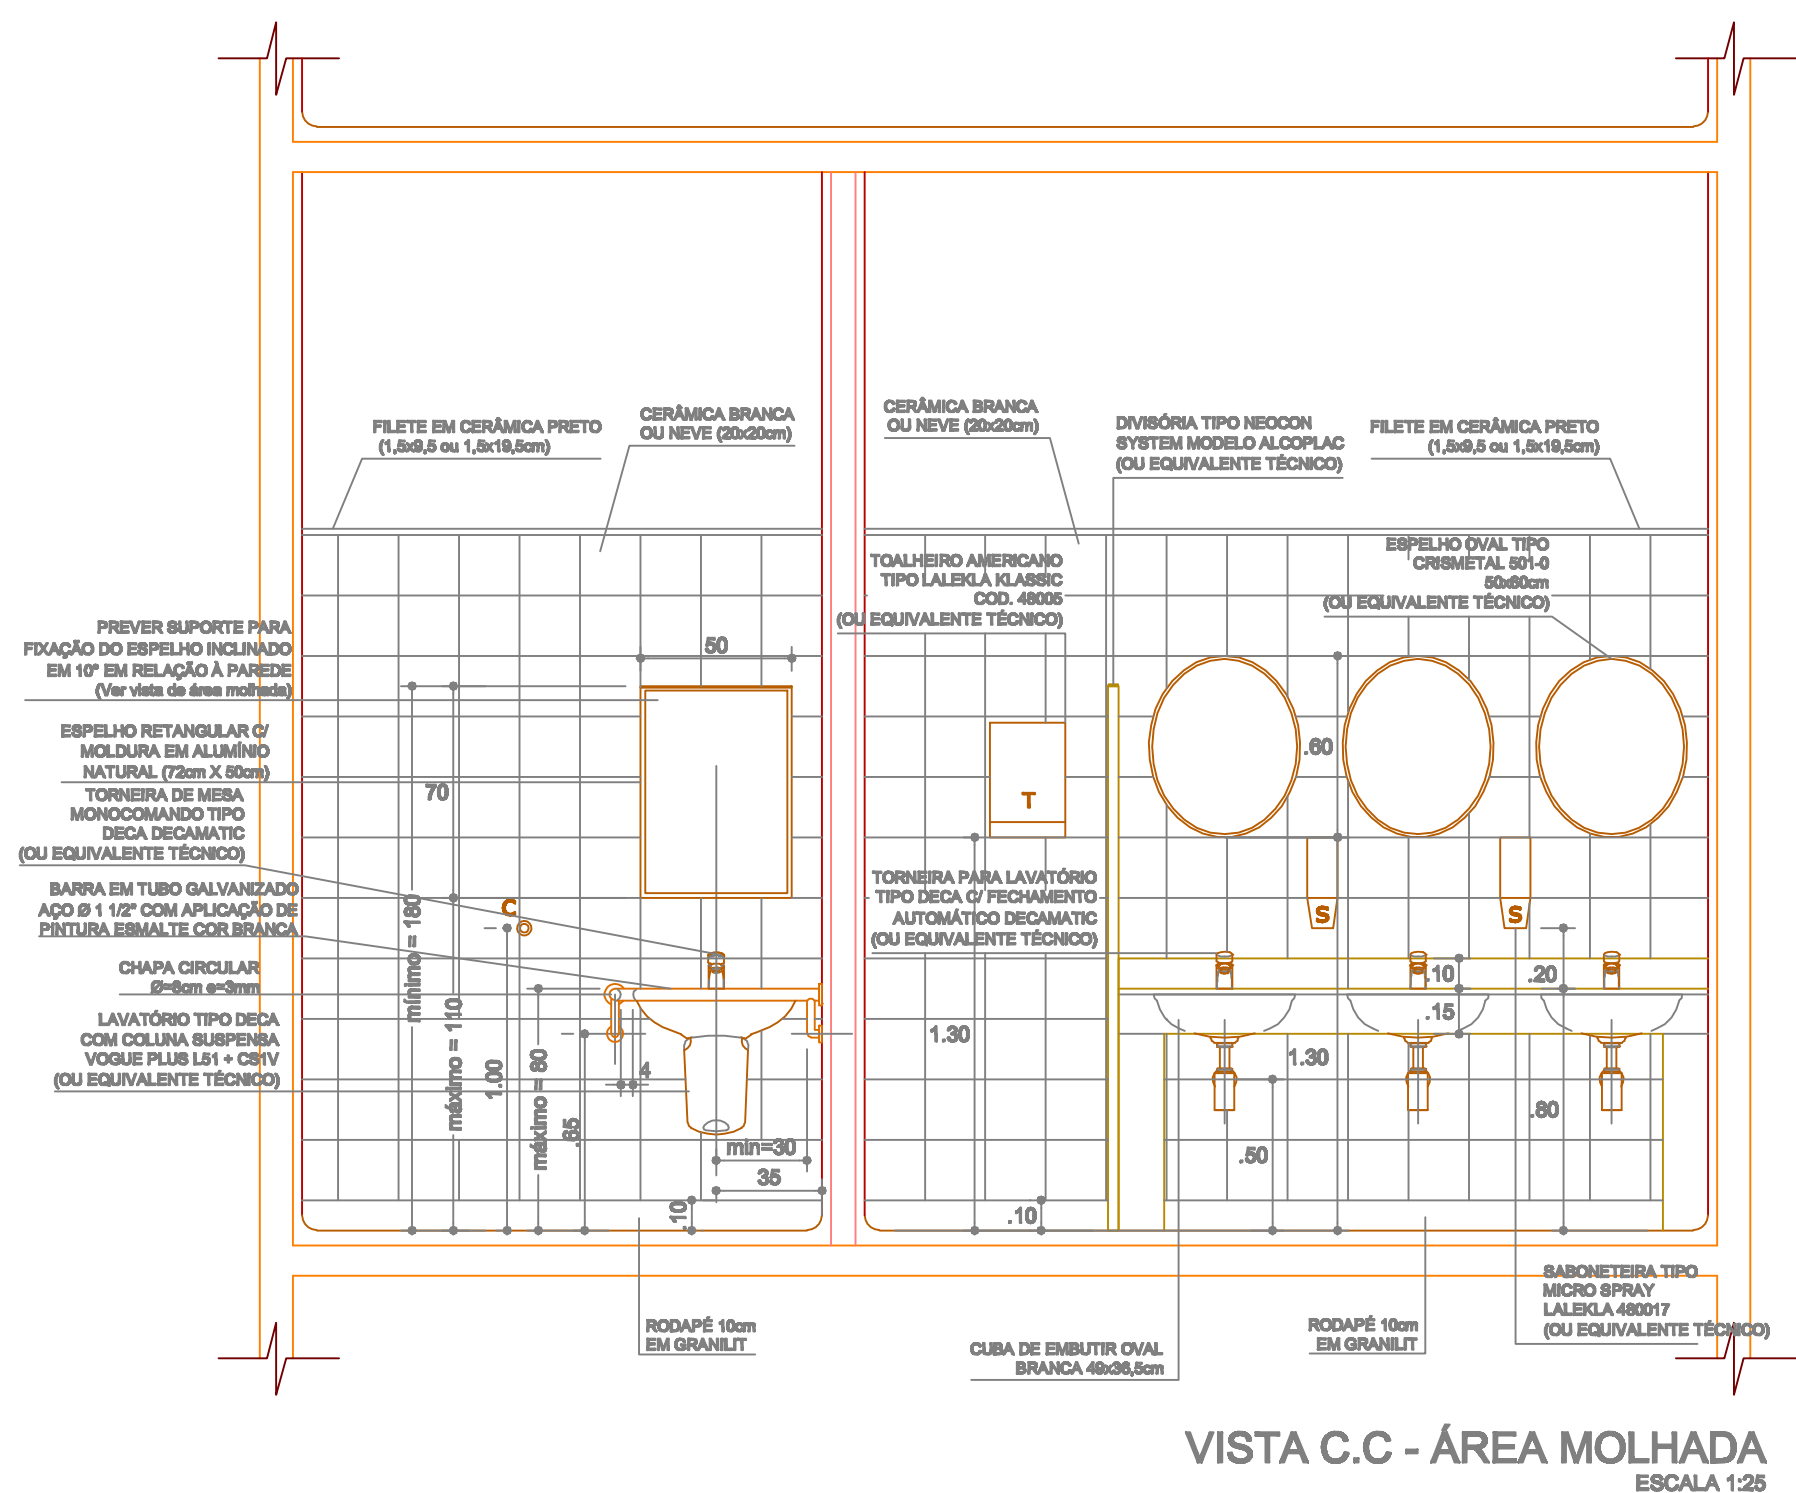 FILETE EM CERÂMICA PRETO
(1,5x9,5 ou 1,5x19,5cm)
CERÂMICA BRANCA
OU NEVE (20x20cm)
CERÂMICA BRANCA
OU NEVE (20x20cm)
DIVISÓRIA TIPO NEOCON
SYSTEM MODELO ALCOPLAC
(OU EQUIVALENTE TÉCNICO)
FILETE EM CERÂMICA PRETO
(1,5x9,5 ou 1,5x19,5cm)
TOALHEIRO AMERICANO
TIPO LALEKLA KLASSIC
COD. 48005
(OU EQUIVALENTE TÉCNICO)
ESPELHO OVAL TIPO
CRISMETAL 501-0
50x60cm
(OU EQUIVALENTE TÉCNICO)
PREVER SUPORTE PARA
FIXAÇÃO DO ESPELHO INCLINADO
EM 10° EM RELAÇÃO À PAREDE
(Ver vista de área molhada)
ESPELHO RETANGULAR C/
MOLDURA EM ALUMÍNIO
NATURAL (72cm X 50cm)
TORNEIRA DE MESA
MONOCOMANDO TIPO
DECA DECAMATIC
(OU EQUIVALENTE TÉCNICO)
BARRA EM TUBO GALVANIZADO
AÇO Ø 1 1/2" COM APLICAÇÃO DE
PINTURA ESMALTE COR BRANCA
CHAPA CIRCULAR
Ø=8cm e=3mm
LAVATÓRIO TIPO DECA
COM COLUNA SUSPENSA
VOGUE PLUS L51 + CS1V
(OU EQUIVALENTE TÉCNICO)
50
70
C
mínimo = 180
máximo = 110
1.00
máximo = 80
.65
4
min=30
35
.10
T
.60
S
S
TORNEIRA PARA LAVATÓRIO
TIPO DECA C/ FECHAMENTO
AUTOMÁTICO DECAMATIC
(OU EQUIVALENTE TÉCNICO)
.10
.20
.15
1.30
1.30
.80
.50
.10
RODAPÉ 10cm
EM GRANILIT
CUBA DE EMBUTIR OVAL
BRANCA 49x36,5cm
RODAPÉ 10cm
EM GRANILIT
SABONETEIRA TIPO
MICRO SPRAY
LALEKLA 480017
(OU EQUIVALENTE TÉCNICO)
VISTA C.C - ÁREA MOLHADA
ESCALA 1:25